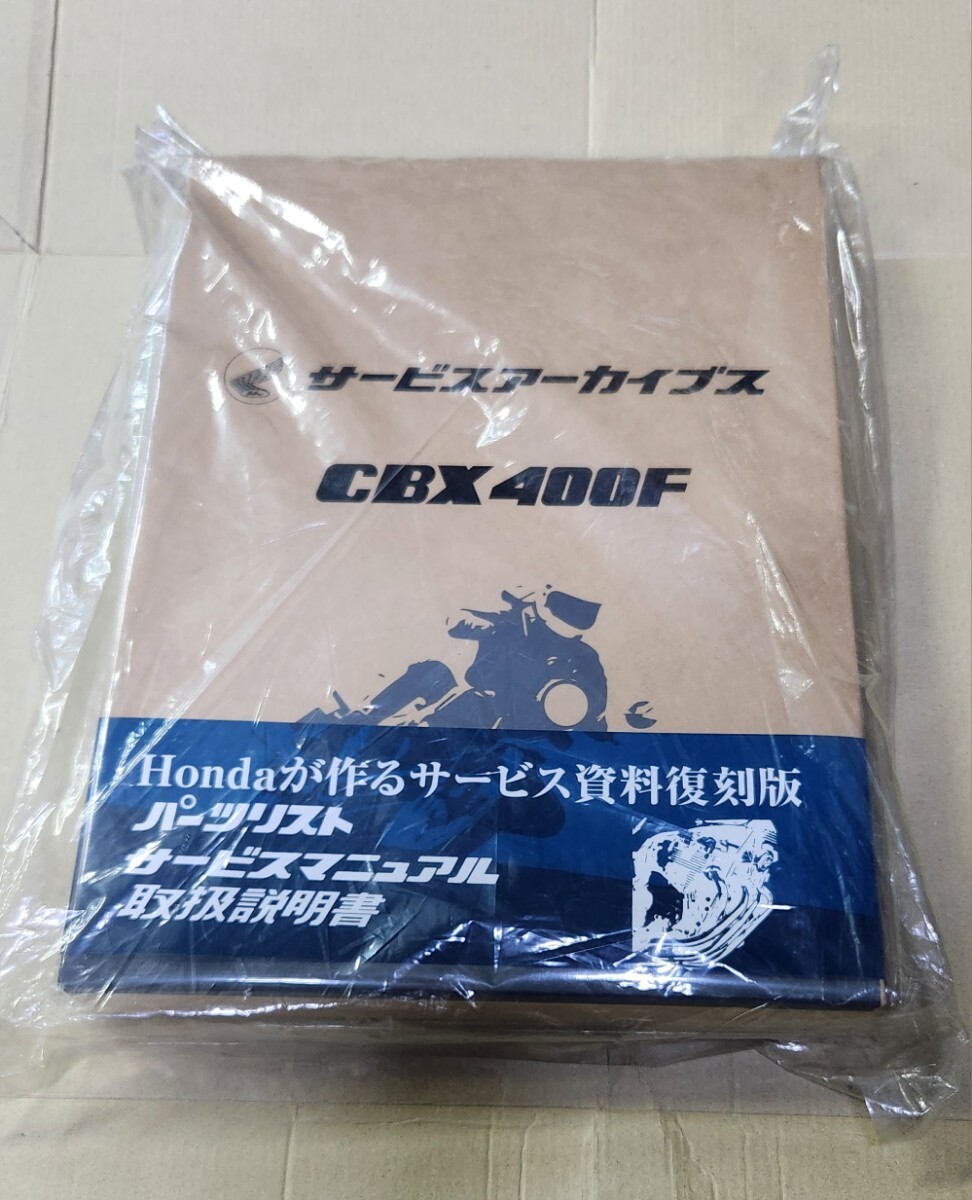 サービスアーカイブス
CBX400F
Hondaが作るサービス資料復刻版
パーツリスト
サービスマニュアル
取扱説明書